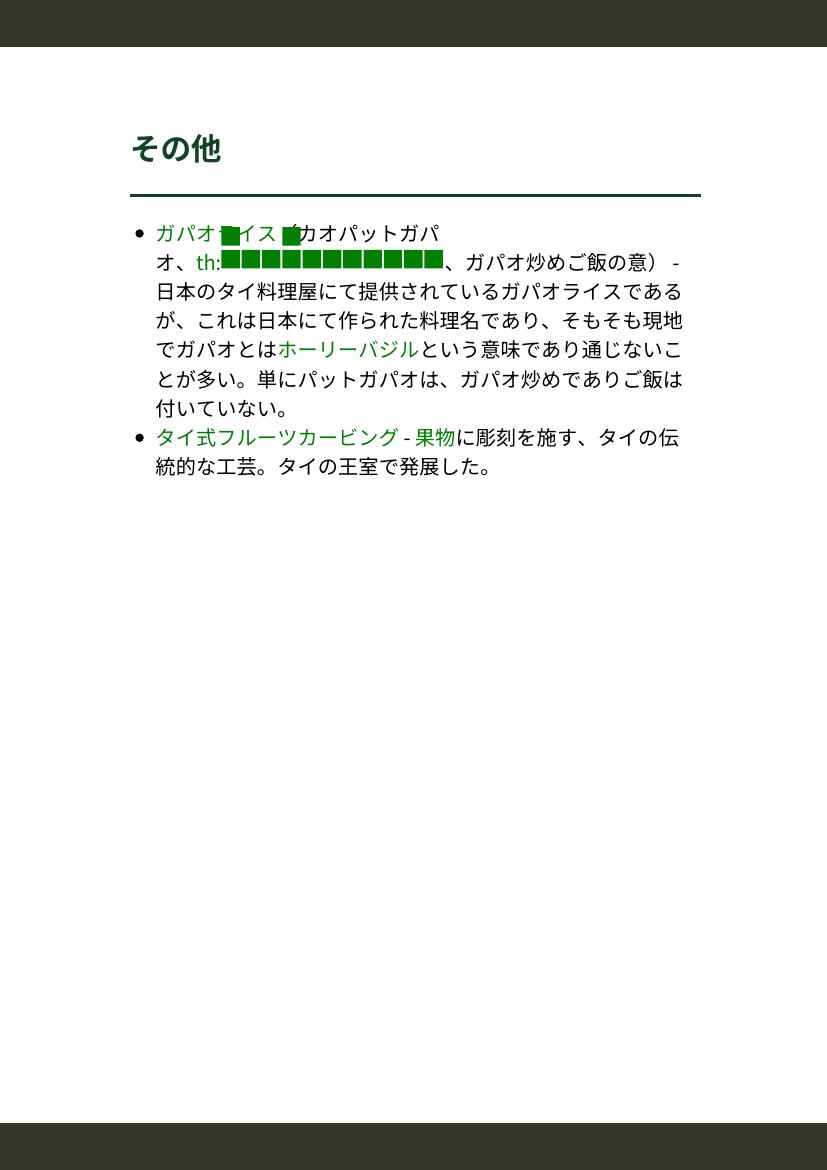 その他
ガパオライス（カオパットガパ
オ、th:■■■■■■■■■■■、ガパオ炒めご飯の意） -
日本のタイ料理屋にて提供されているガパオライスである
が、これは日本にて作られた料理名であり、そもそも現地
でガパオとはホーリーバジルという意味であり通じないこ
とが多い。単にパットガパオは、ガパオ炒めでありご飯は
付いていない。
タイ式フルーツカービング - 果物に彫刻を施す、タイの伝
統的な工芸。タイの王室で発展した。